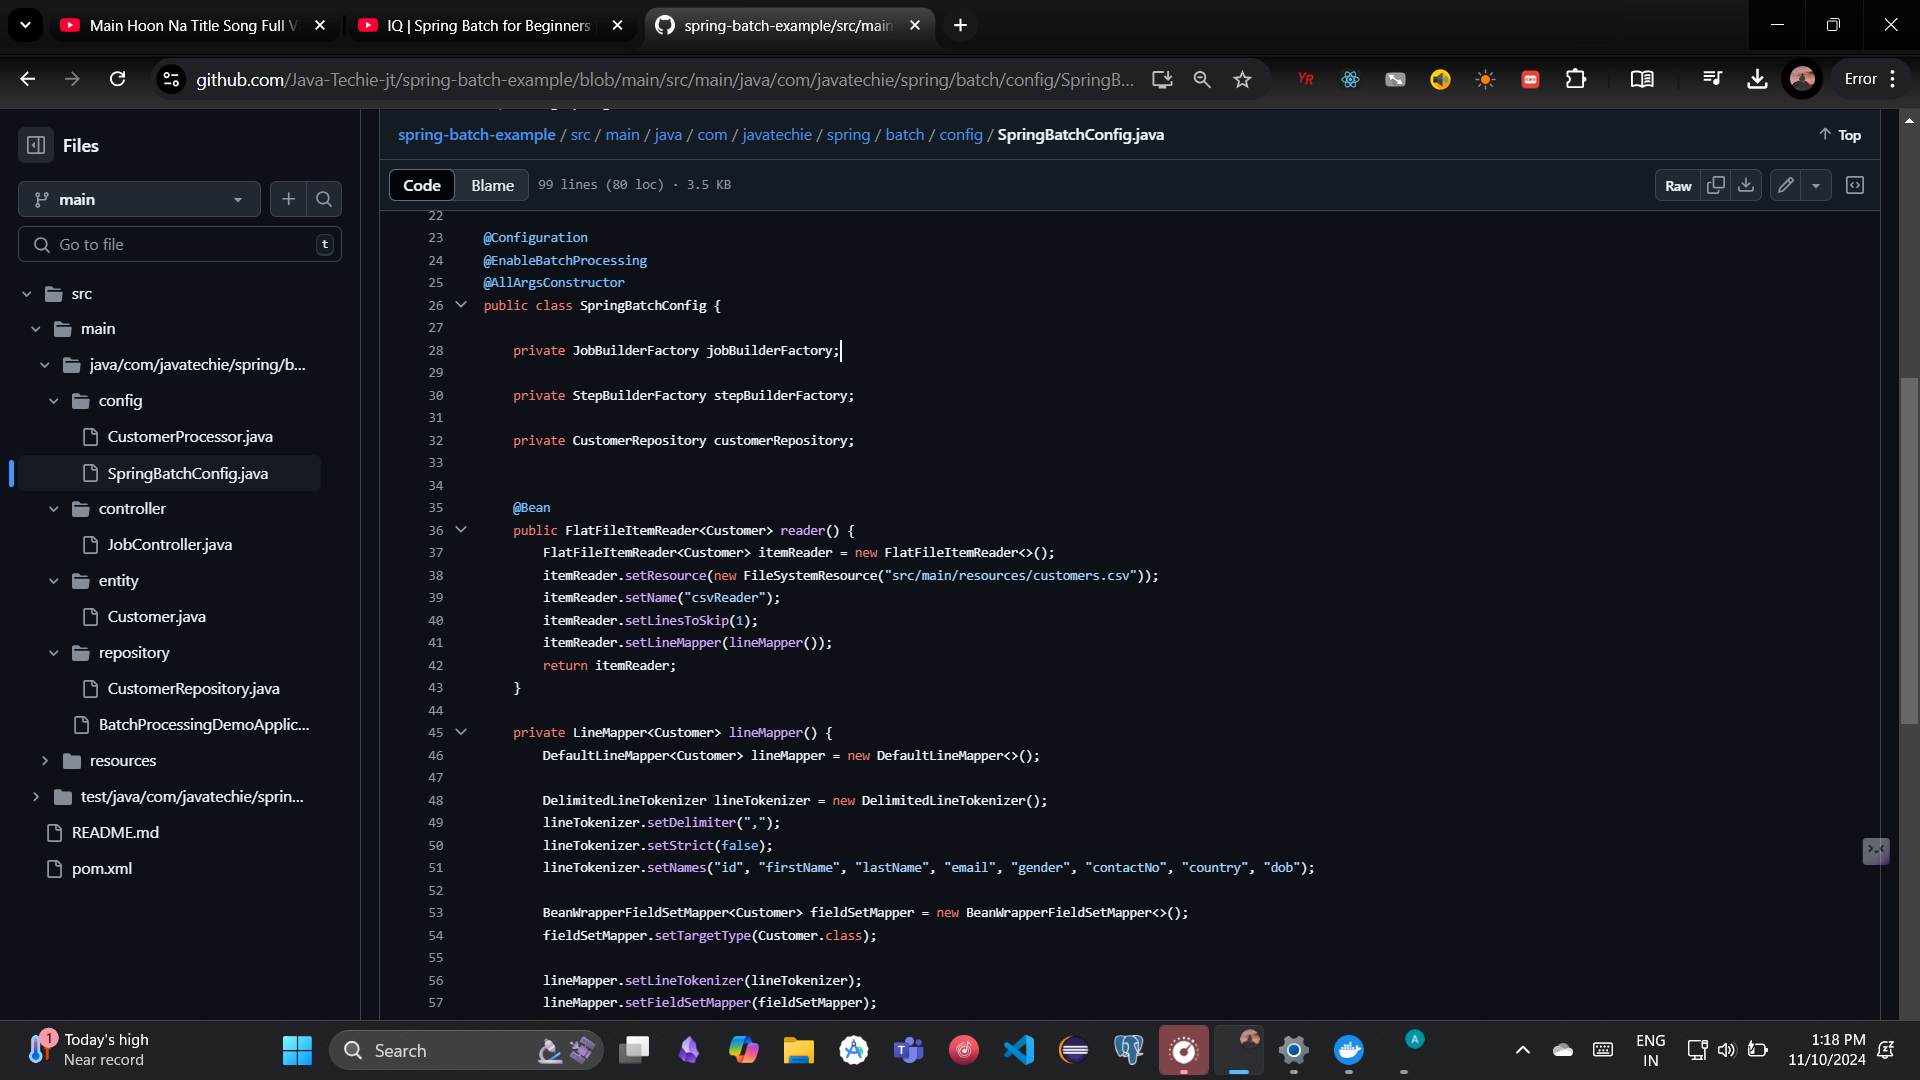 Main Hoon Na Title Song Full V
IQ | Spring Batch for Beginners
spring-batch-example/src/main
github.com/Java-Techie-jt/spring-batch-example/blob/main/src/main/java/com/javatechie/spring/batch/config/SpringB...
Error
Files
main
Go to file
t
src
main
java/com/javatechie/spring/b...
config
CustomerProcessor.java
SpringBatchConfig.java
controller
JobController.java
entity
Customer.java
repository
CustomerRepository.java
BatchProcessingDemoApplic...
resources
test/java/com/javatechie/sprin...
README.md
pom.xml
spring-batch-example / src / main / java / com / javatechie / spring / batch / config / SpringBatchConfig.java
Top
Code Blame 99 lines (80 loc) · 3.5 KB
Raw
22
23 @Configuration
24 @EnableBatchProcessing
25 @AllArgsConstructor
26 public class SpringBatchConfig {
27
28 private JobBuilderFactory jobBuilderFactory;
29
30 private StepBuilderFactory stepBuilderFactory;
31
32 private CustomerRepository customerRepository;
33
34
35 @Bean
36 public FlatFileItemReader<Customer> reader() {
37 FlatFileItemReader<Customer> itemReader = new FlatFileItemReader<>();
38 itemReader.setResource(new FileSystemResource("src/main/resources/customers.csv"));
39 itemReader.setName("csvReader");
40 itemReader.setLinesToSkip(1);
41 itemReader.setLineMapper(lineMapper());
42 return itemReader;
43 }
44
45 private LineMapper<Customer> lineMapper() {
46 DefaultLineMapper<Customer> lineMapper = new DefaultLineMapper<>();
47
48 DelimitedLineTokenizer lineTokenizer = new DelimitedLineTokenizer();
49 lineTokenizer.setDelimiter(",");
50 lineTokenizer.setStrict(false);
51 lineTokenizer.setNames("id", "firstName", "lastName", "email", "gender", "contactNo", "country", "dob");
52
53 BeanWrapperFieldSetMapper<Customer> fieldSetMapper = new BeanWrapperFieldSetMapper<>();
54 fieldSetMapper.setTargetType(Customer.class);
55
56 lineMapper.setLineTokenizer(lineTokenizer);
57 lineMapper.setFieldSetMapper(fieldSetMapper);
1
Today's high
Near record
Search
A
ENG
IN
1:18 PM
11/10/2024